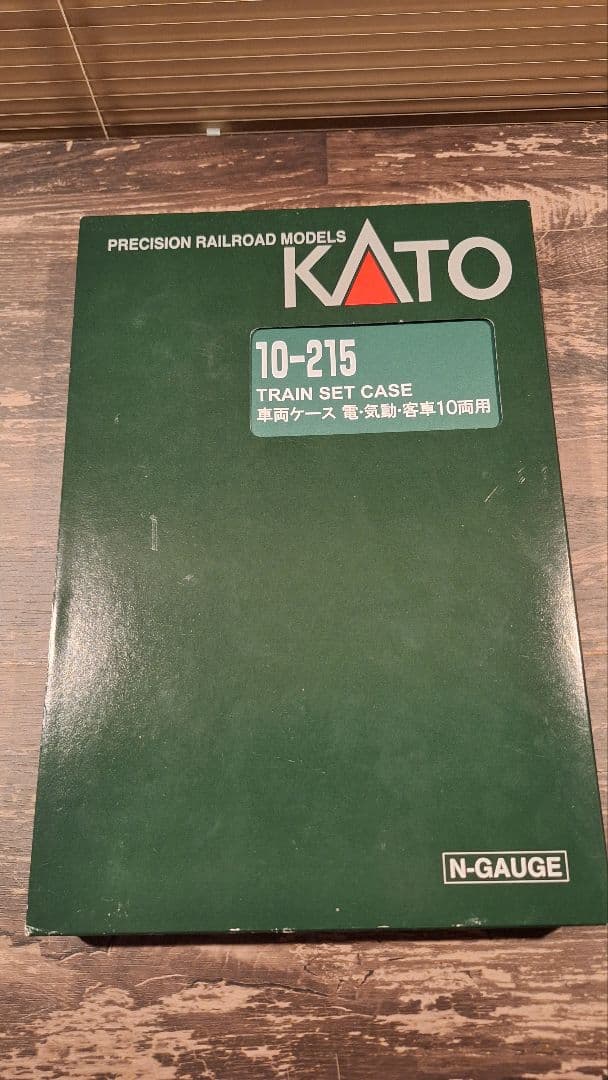 PRECISION RAILROAD MODELS
KATO
10-215
TRAIN SET CASE
車両ケース 電・気動・客車10両用
N-GAUGE